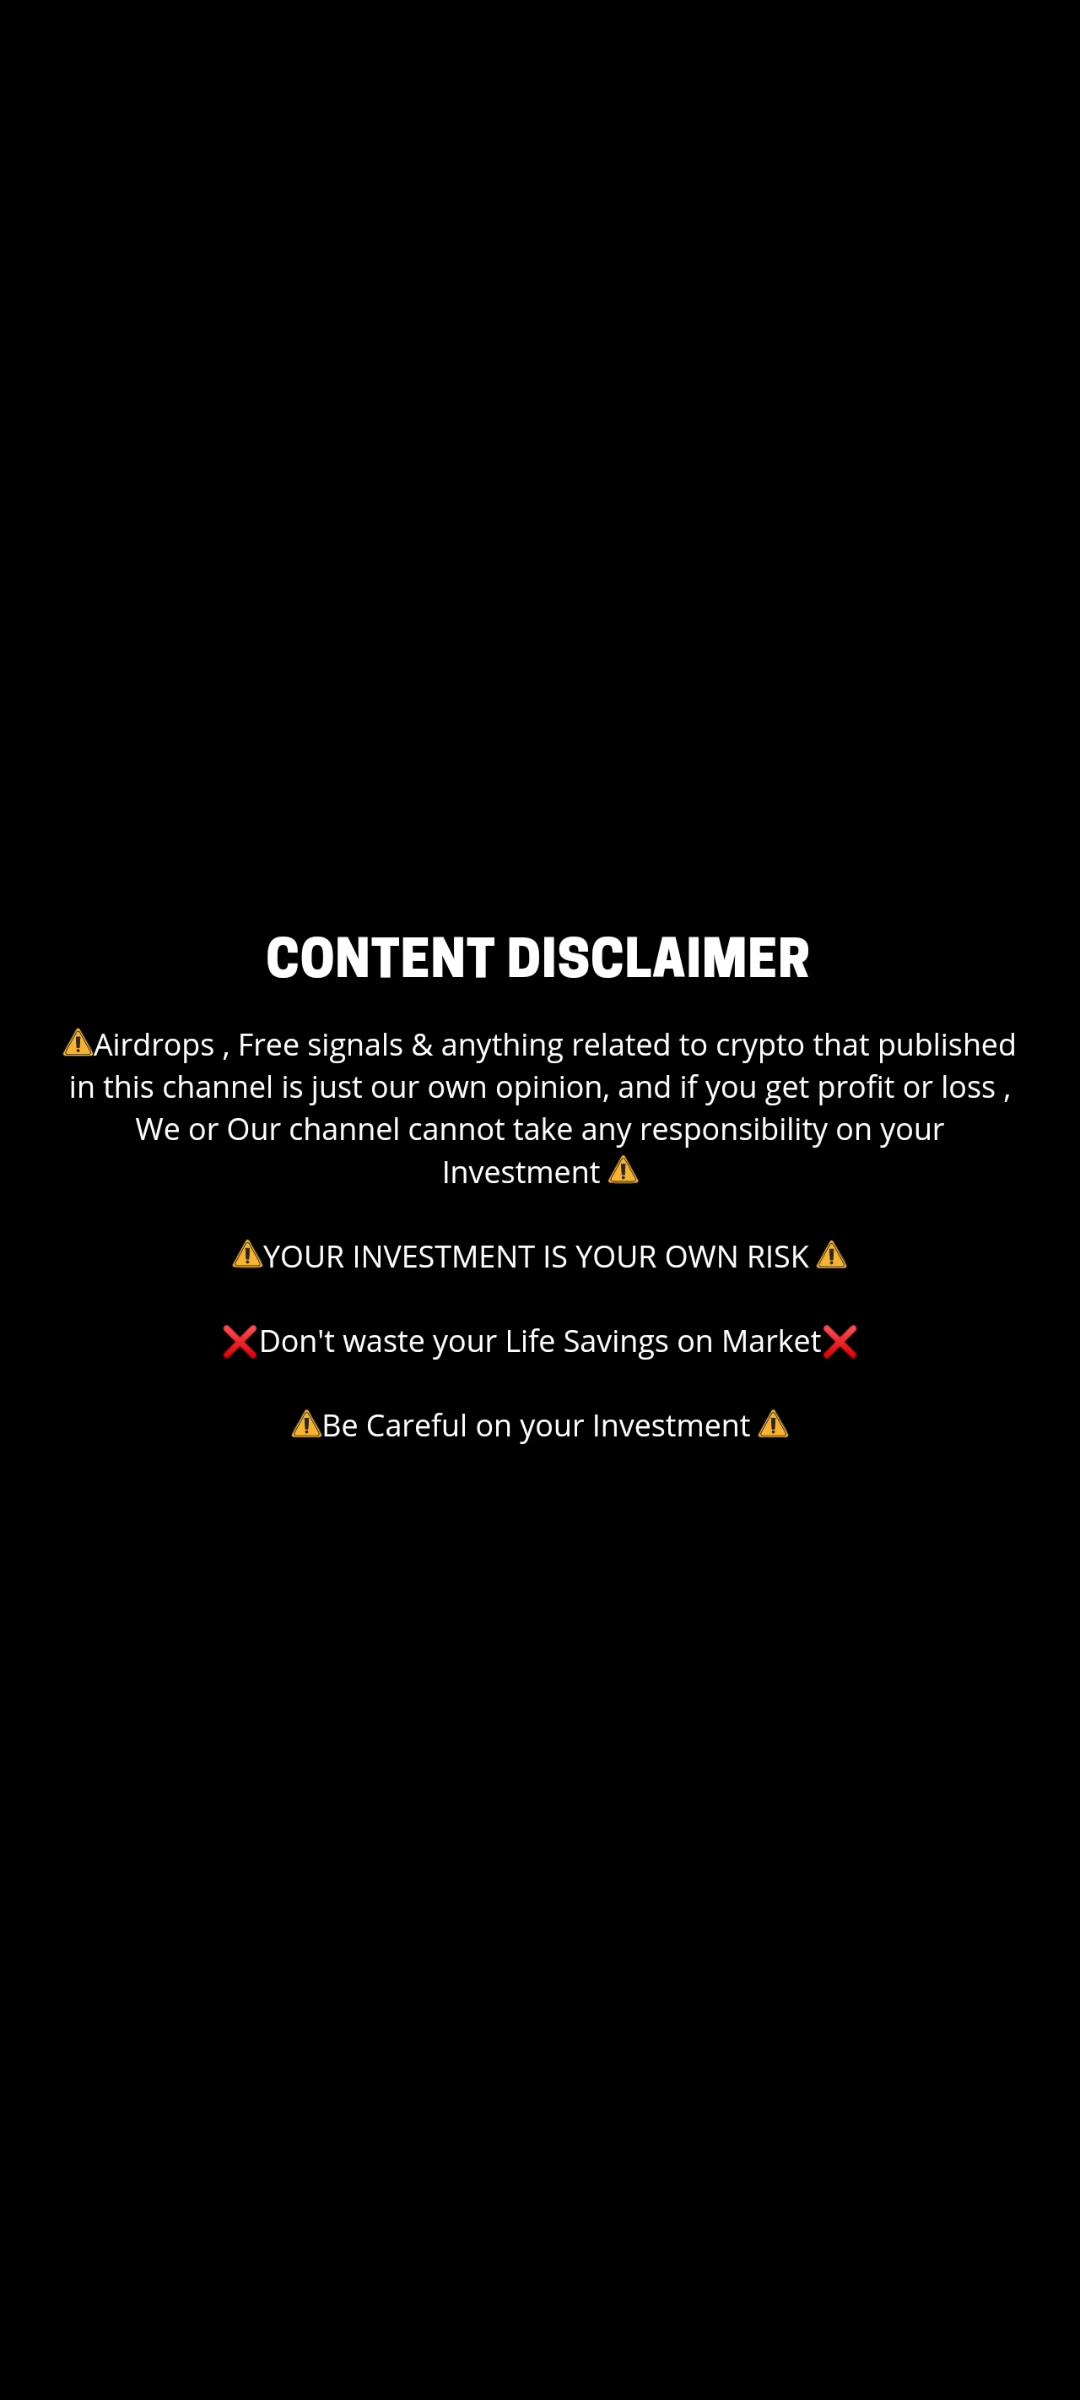 CONTENT DISCLAIMER
⚠️Airdrops , Free signals & anything related to crypto that published
in this channel is just our own opinion, and if you get profit or loss ,
We or Our channel cannot take any responsibility on your
Investment ⚠️
⚠️YOUR INVESTMENT IS YOUR OWN RISK ⚠️
❌Don't waste your Life Savings on Market❌
⚠️Be Careful on your Investment ⚠️